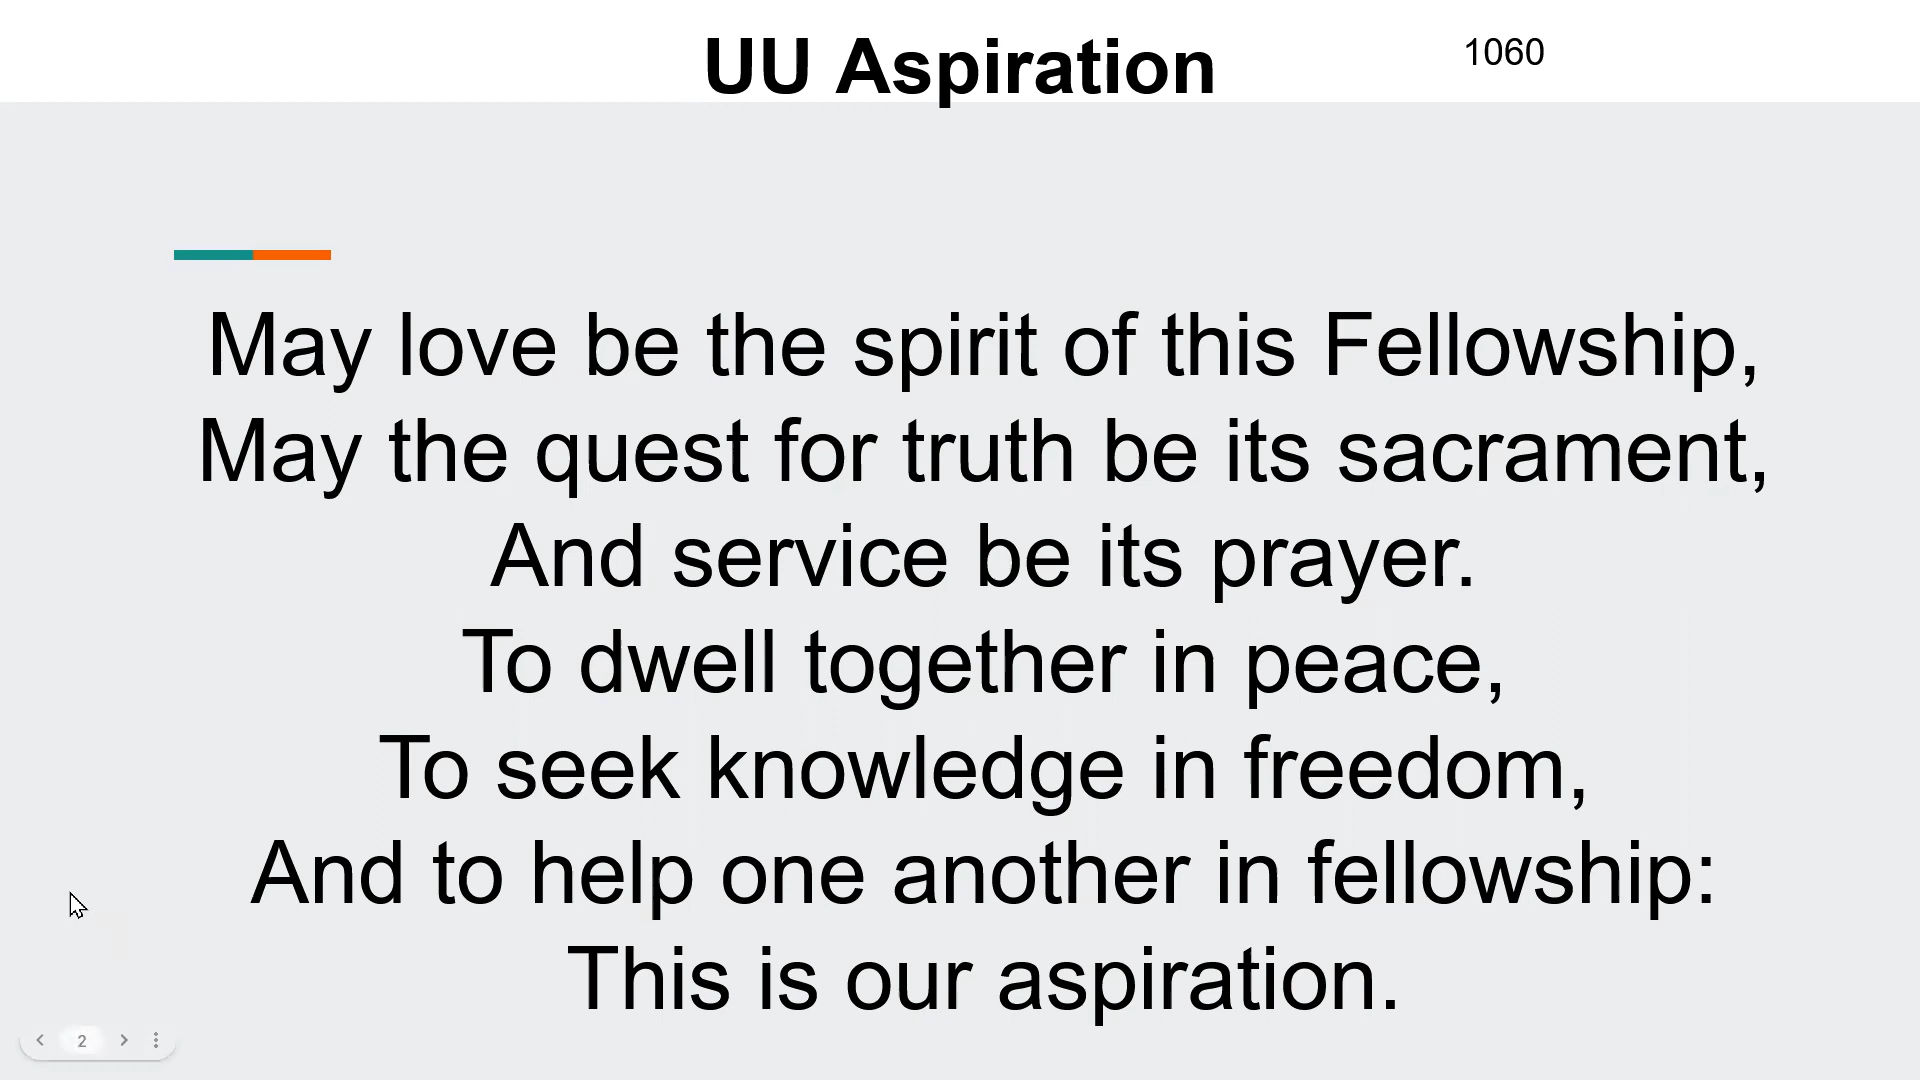 UU Aspiration
1060
May love be the spirit of this Fellowship,
May the quest for truth be its sacrament,
And service be its prayer.
To dwell together in peace,
To seek knowledge in freedom,
And to help one another in fellowship:
This is our aspiration.
2